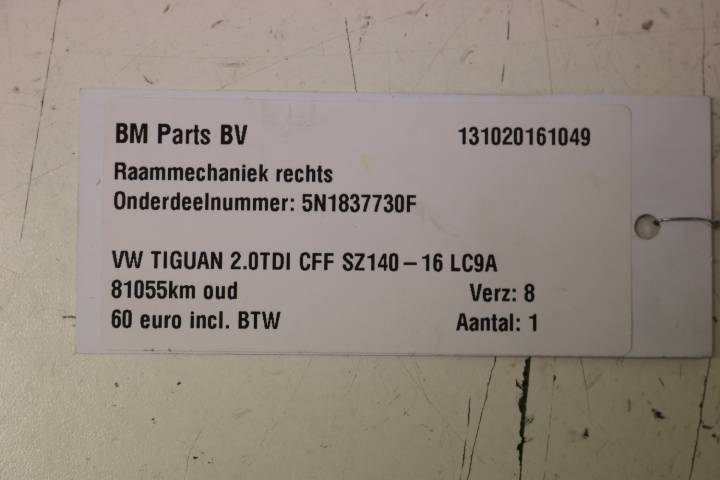 BM Parts BV 131020161049
Raammechaniek rechts
Onderdeelnummer: 5N1837730F
VW TIGUAN 2.0TDI CFF SZ140-16 LC9A
81055km oud Verz: 8
60 euro incl. BTW Aantal: 1